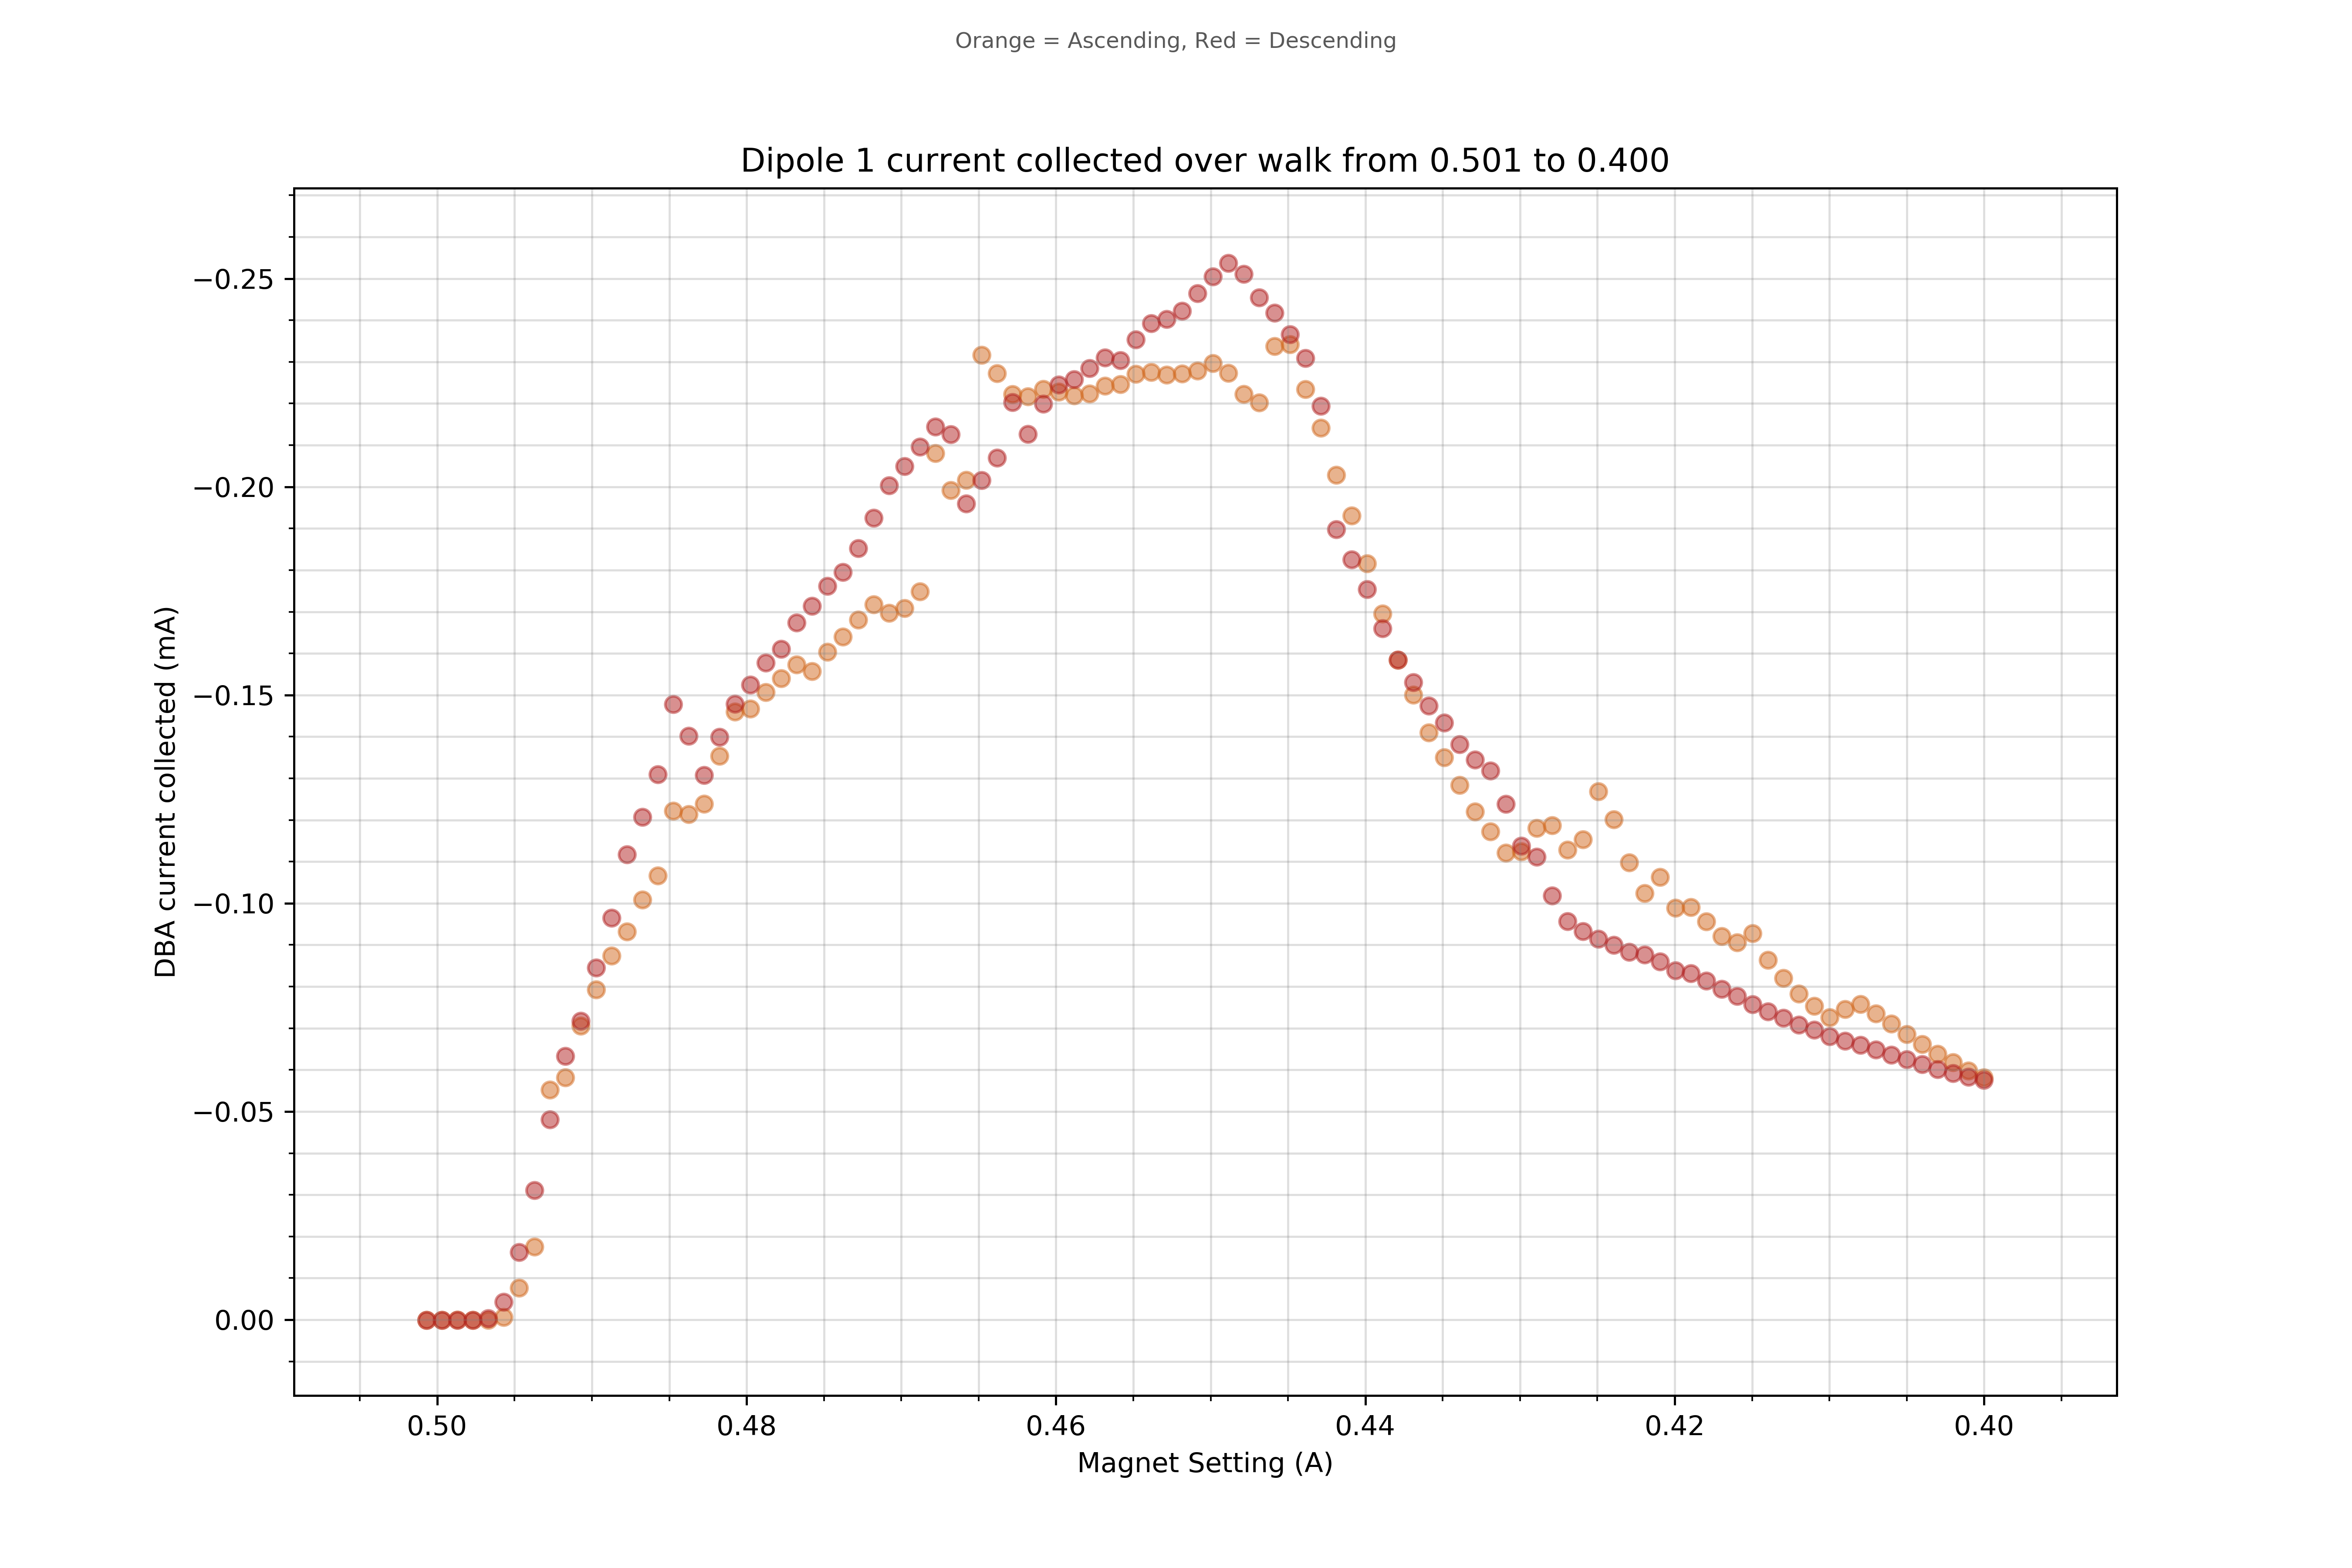 Orange = Ascending, Red = Descending
Dipole 1 current collected over walk from 0.501 to 0.400
DBA current collected (mA)
−0.25
−0.20
−0.15
−0.10
−0.05
0.00
0.50 0.48 0.46 0.44 0.42 0.40
Magnet Setting (A)